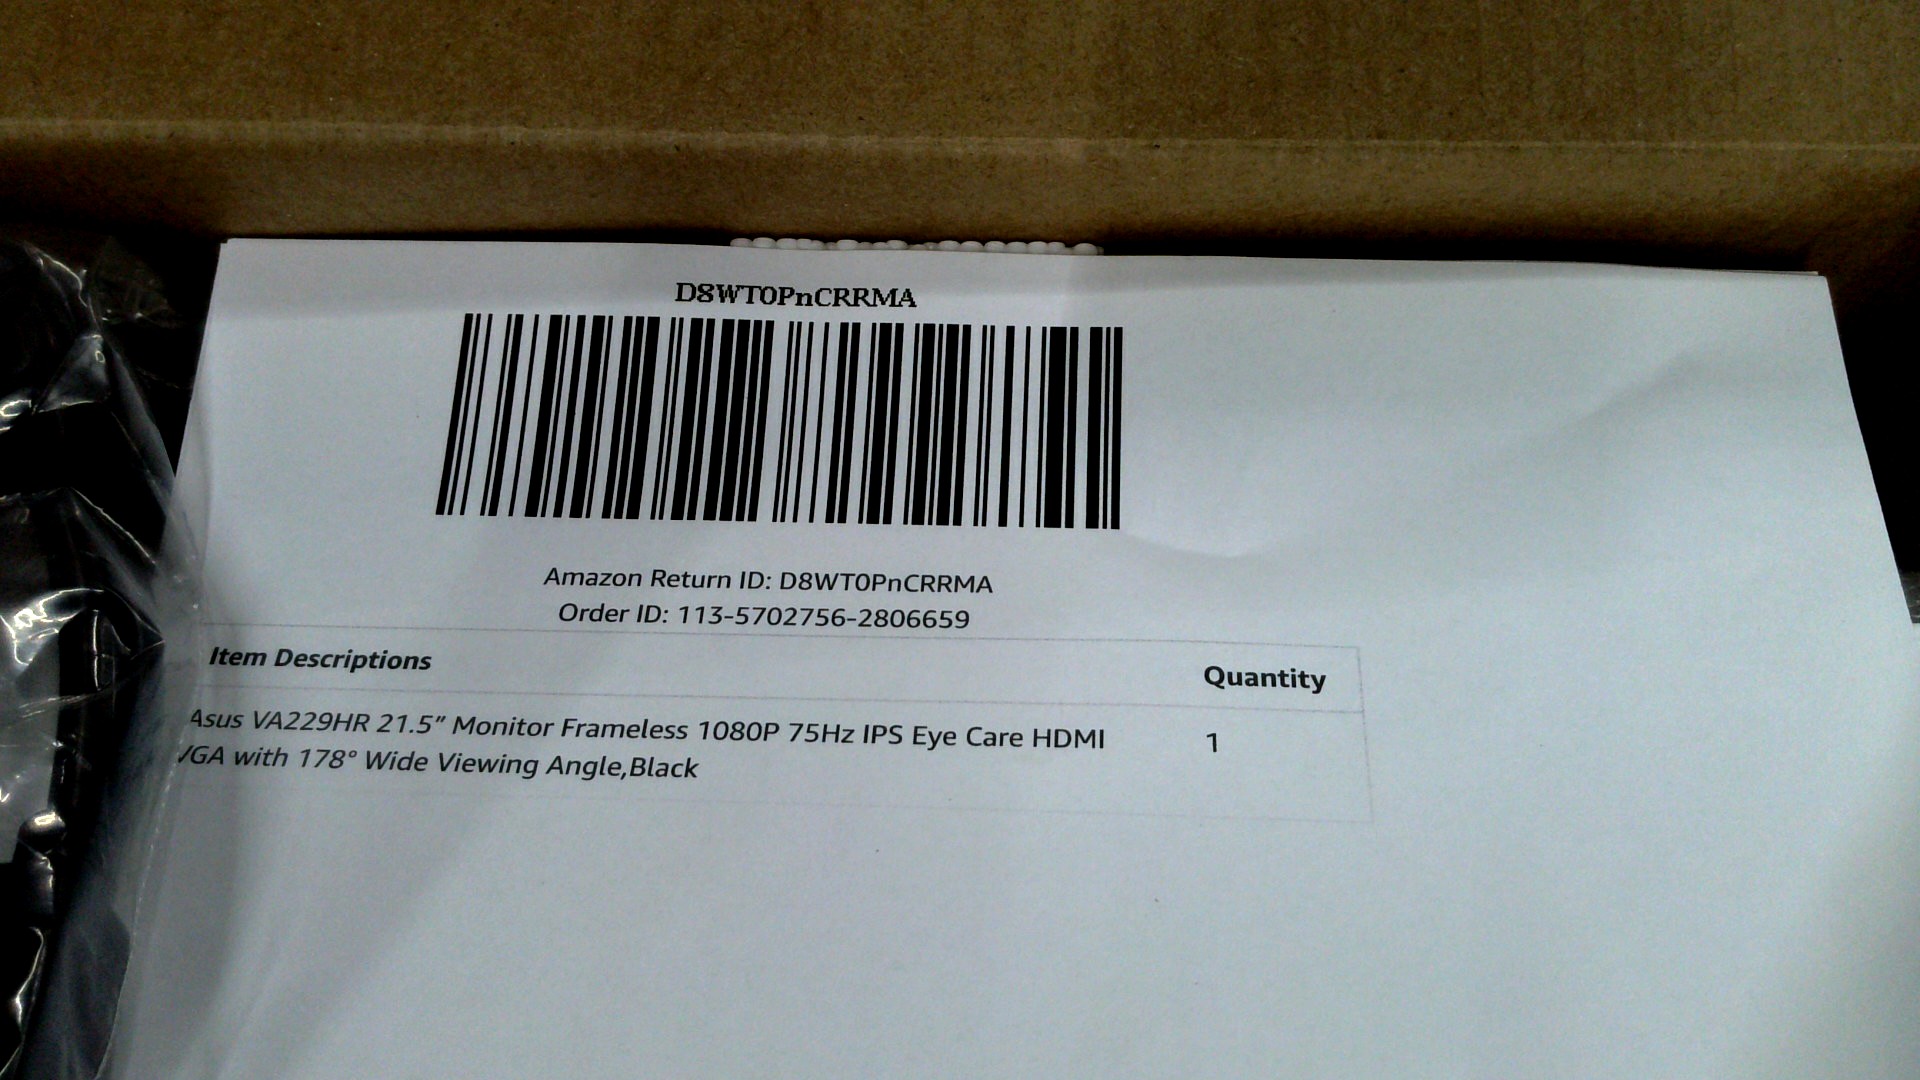 D8WT0PnCRRMA
Amazon Return ID: D8WT0PnCRRMA
Order ID: 113-5702756-2806659
Item Descriptions Quantity
Asus VA229HR 21.5” Monitor Frameless 1080P 75Hz IPS Eye Care HDMI 1
VGA with 178° Wide Viewing Angle,Black